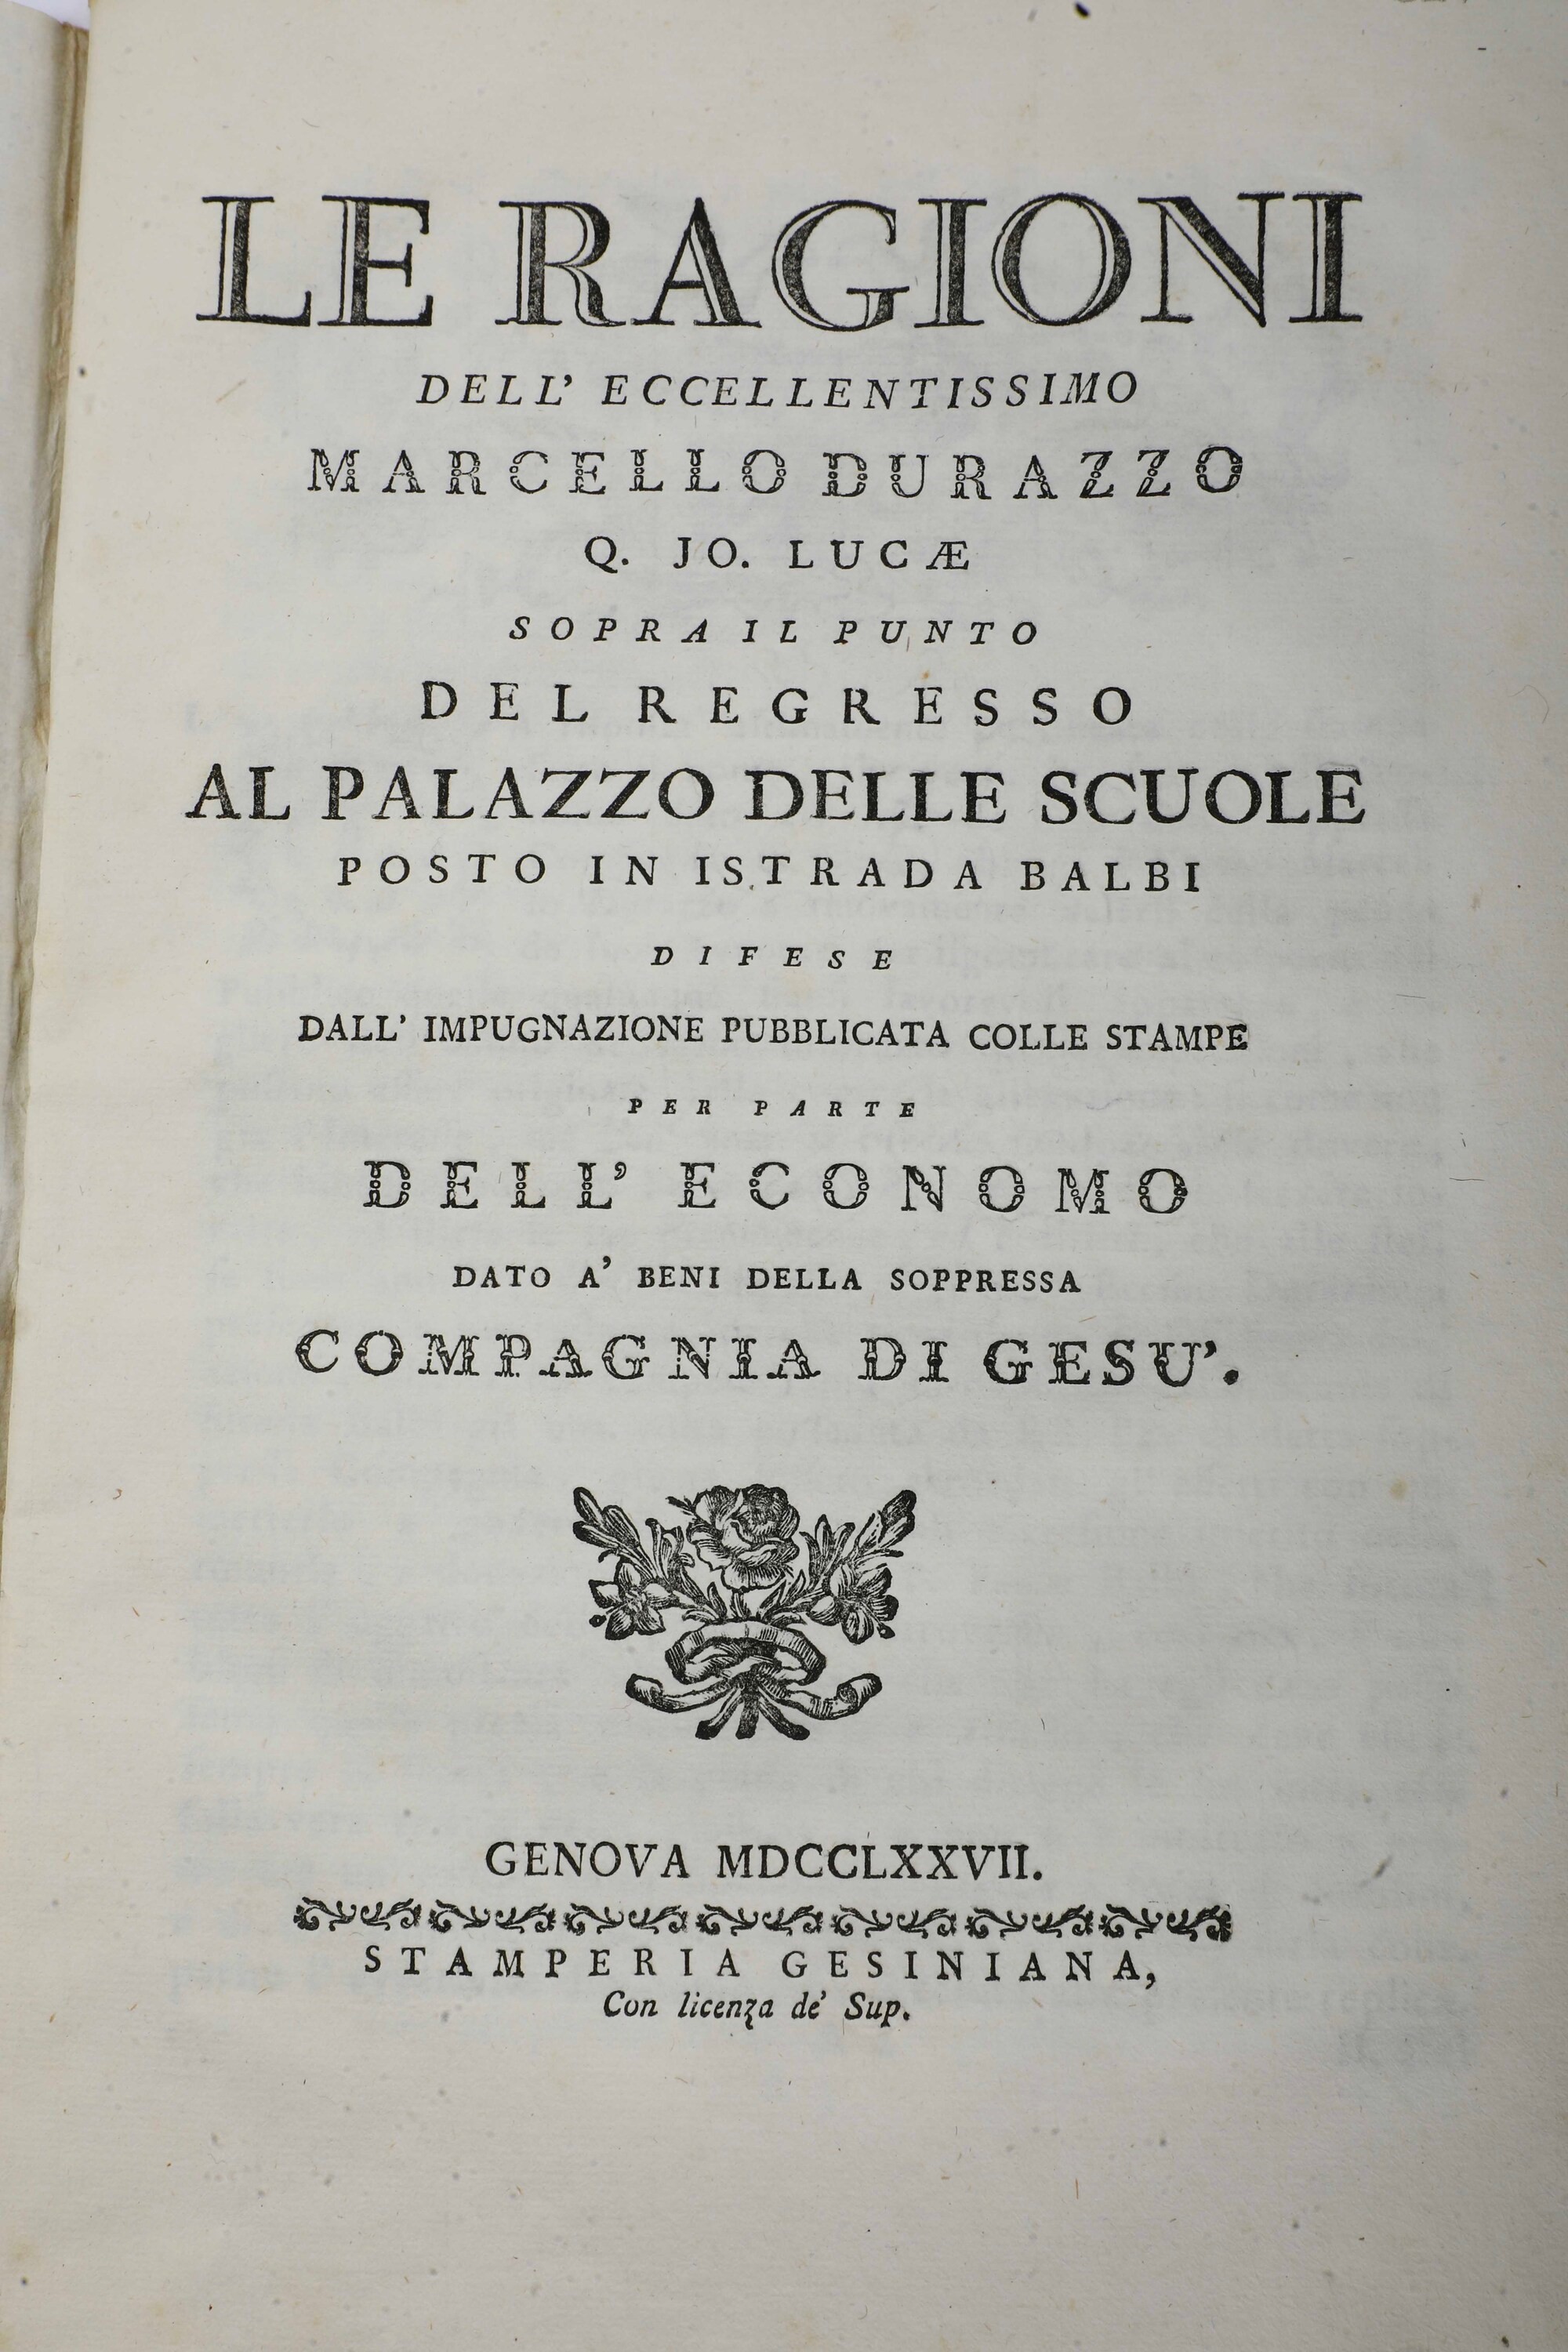 LE RAGIONI
DELL' ECCELLENTISSIMO
MARCELLO DURAZZO
Q. JO. LUCÆ
SOPRA IL PUNTO
DEL REGRESSO
AL PALAZZO DELLE SCUOLE
POSTO IN ISTRADA BALBI
DIFESE
DALL' IMPUGNAZIONE PUBBLICATA COLLE STAMPE
PER PARTE
DELL' ECONOMO
DATO A' BENI DELLA SOPPRESSA
COMPAGNIA DI GESU'.
GENOVA MDCCLXXVII.
STAMPERIA GESINIANA,
Con licenza de' Sup.